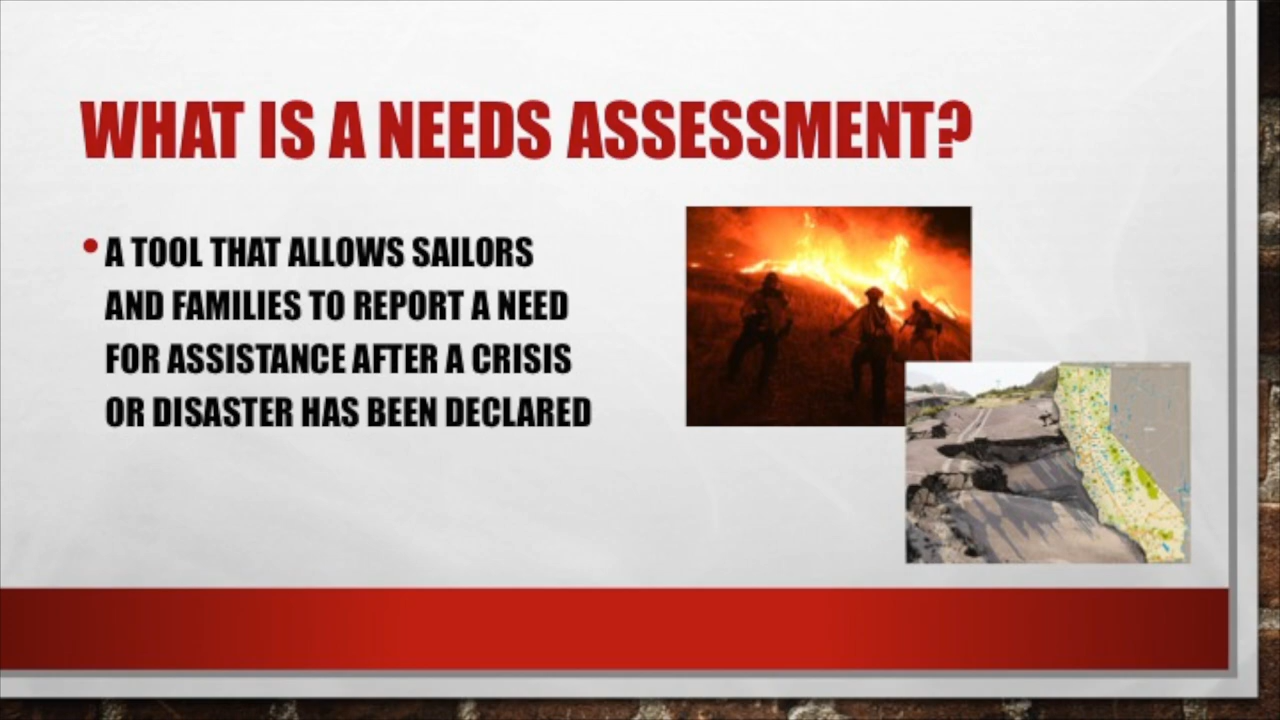 WHAT IS A NEEDS ASSESSMENT?
• A TOOL THAT ALLOWS SAILORS
AND FAMILIES TO REPORT A NEED
FOR ASSISTANCE AFTER A CRISIS
OR DISASTER HAS BEEN DECLARED